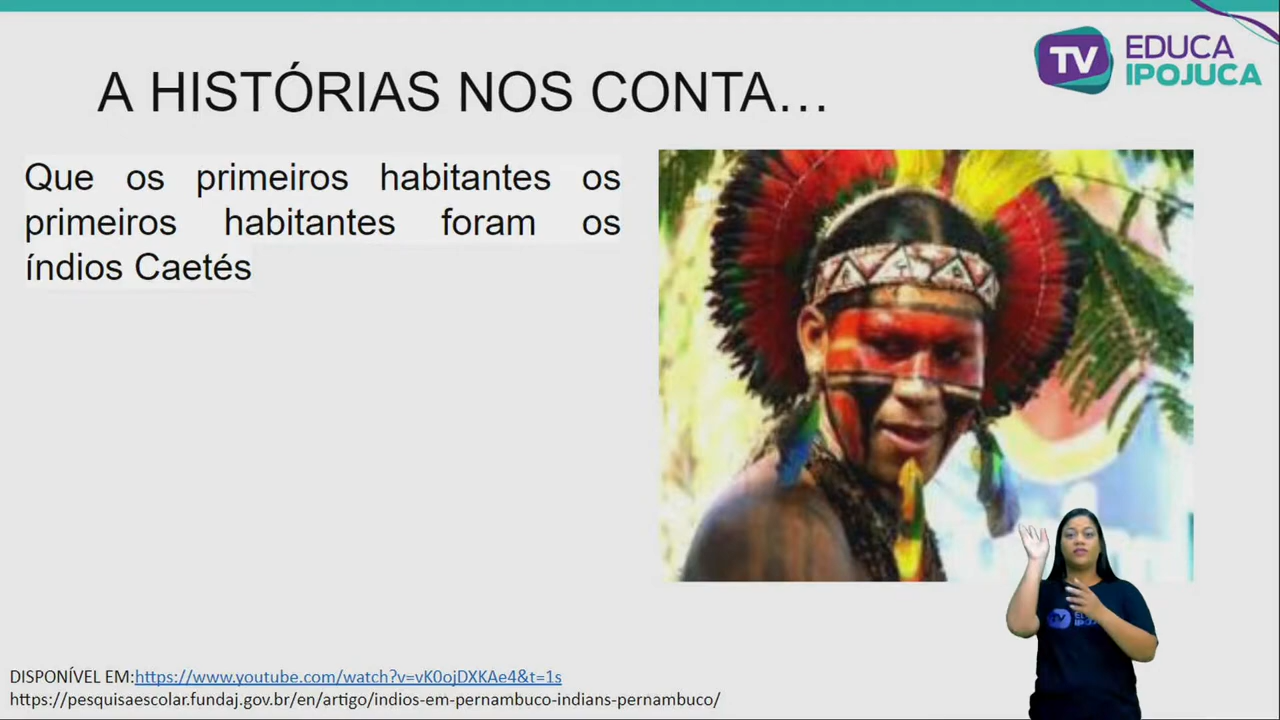 A HISTÓRIAS NOS CONTA...
TV EDUCA
IPOJUCA
Que os primeiros habitantes os
primeiros habitantes foram os
índios Caetés
DISPONÍVEL EM:https://www.youtube.com/watch?v=vK0ojDXKAe4&t=1s
https://pesquisaescolar.fundaj.gov.br/en/artigo/indios-em-pernambuco-indians-pernambuco/
TV